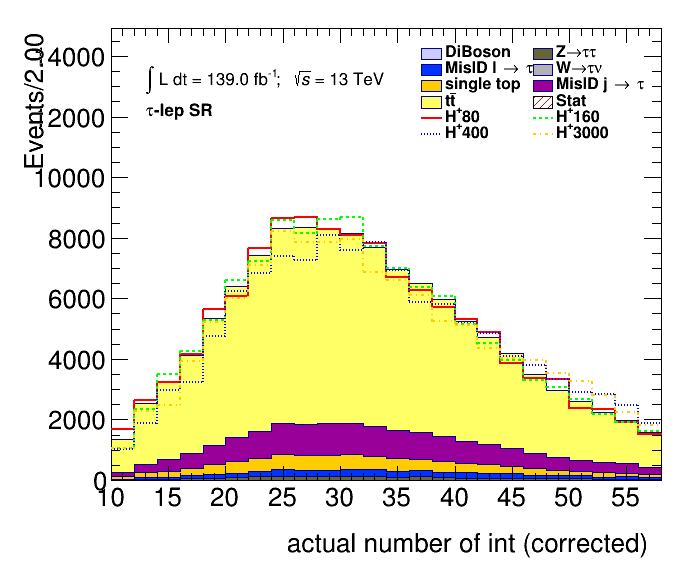 Events/2.00
14000
12000
10000
8000
6000
4000
2000
0
∫ L dt = 139.0 fb⁻¹; √s = 13 TeV
τ-lep SR
DiBoson Z→ττ
MisID l → τ W→τν
single top MisID j → τ
tt̄ Stat
H⁺80 H⁺160
H⁺400 H⁺3000
10 15 20 25 30 35 40 45 50 55
actual number of int (corrected)